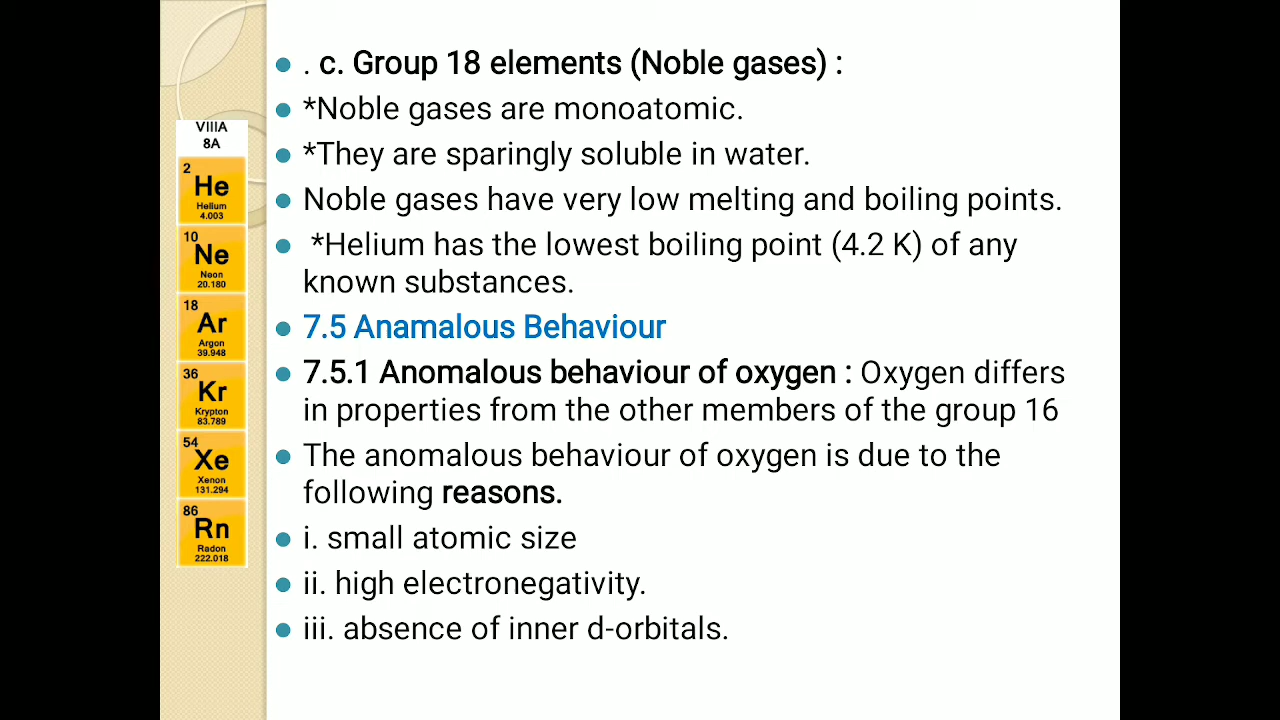 VIIIA
8A
2
He
Helium
4.003
10
Ne
Neon
20.180
18
Ar
Argon
39.948
36
Kr
Krypton
83.789
54
Xe
Xenon
131.294
86
Rn
Radon
222.018
. c. Group 18 elements (Noble gases) :
*Noble gases are monoatomic.
*They are sparingly soluble in water.
Noble gases have very low melting and boiling points.
*Helium has the lowest boiling point (4.2 K) of any
known substances.
7.5 Anamalous Behaviour
7.5.1 Anomalous behaviour of oxygen : Oxygen differs
in properties from the other members of the group 16
The anomalous behaviour of oxygen is due to the
following reasons.
i. small atomic size
ii. high electronegativity.
iii. absence of inner d-orbitals.